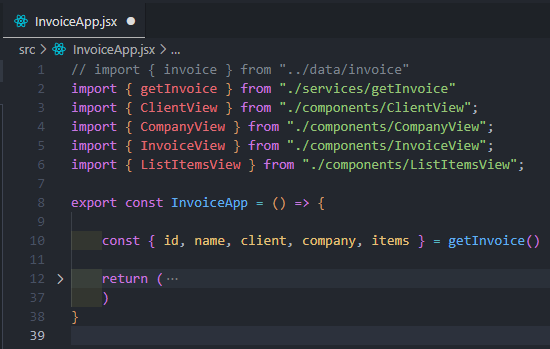 InvoiceApp.jsx ●
src > InvoiceApp.jsx > ...
1 // import { invoice } from "../data/invoice"
2 import { getInvoice } from "./services/getInvoice"
3 import { ClientView } from "./components/ClientView";
4 import { CompanyView } from "./components/CompanyView";
5 import { InvoiceView } from "./components/InvoiceView";
6 import { ListItemsView } from "./components/ListItemsView";
7
8 export const InvoiceApp = () => {
9
10 const { id, name, client, company, items } = getInvoice()
11
12 > return ( ...
37 )
38 }
39